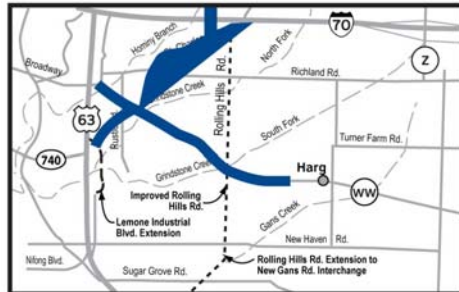 70
Hominy Branch
Broadway
North Fork
Z
Richland Rd.
Grindstone Creek
Rolling Hills Rd.
63
South Fork
Turner Farm Rd.
740
Grindstone Creek
Harg
Improved Rolling
Hills Rd.
WW
Lemone Industrial
Blvd. Extension
Gans Creek
New Haven Rd.
Nifong Blvd.
Sugar Grove Rd.
Rolling Hills Rd. Extension to
New Gans Rd. Interchange